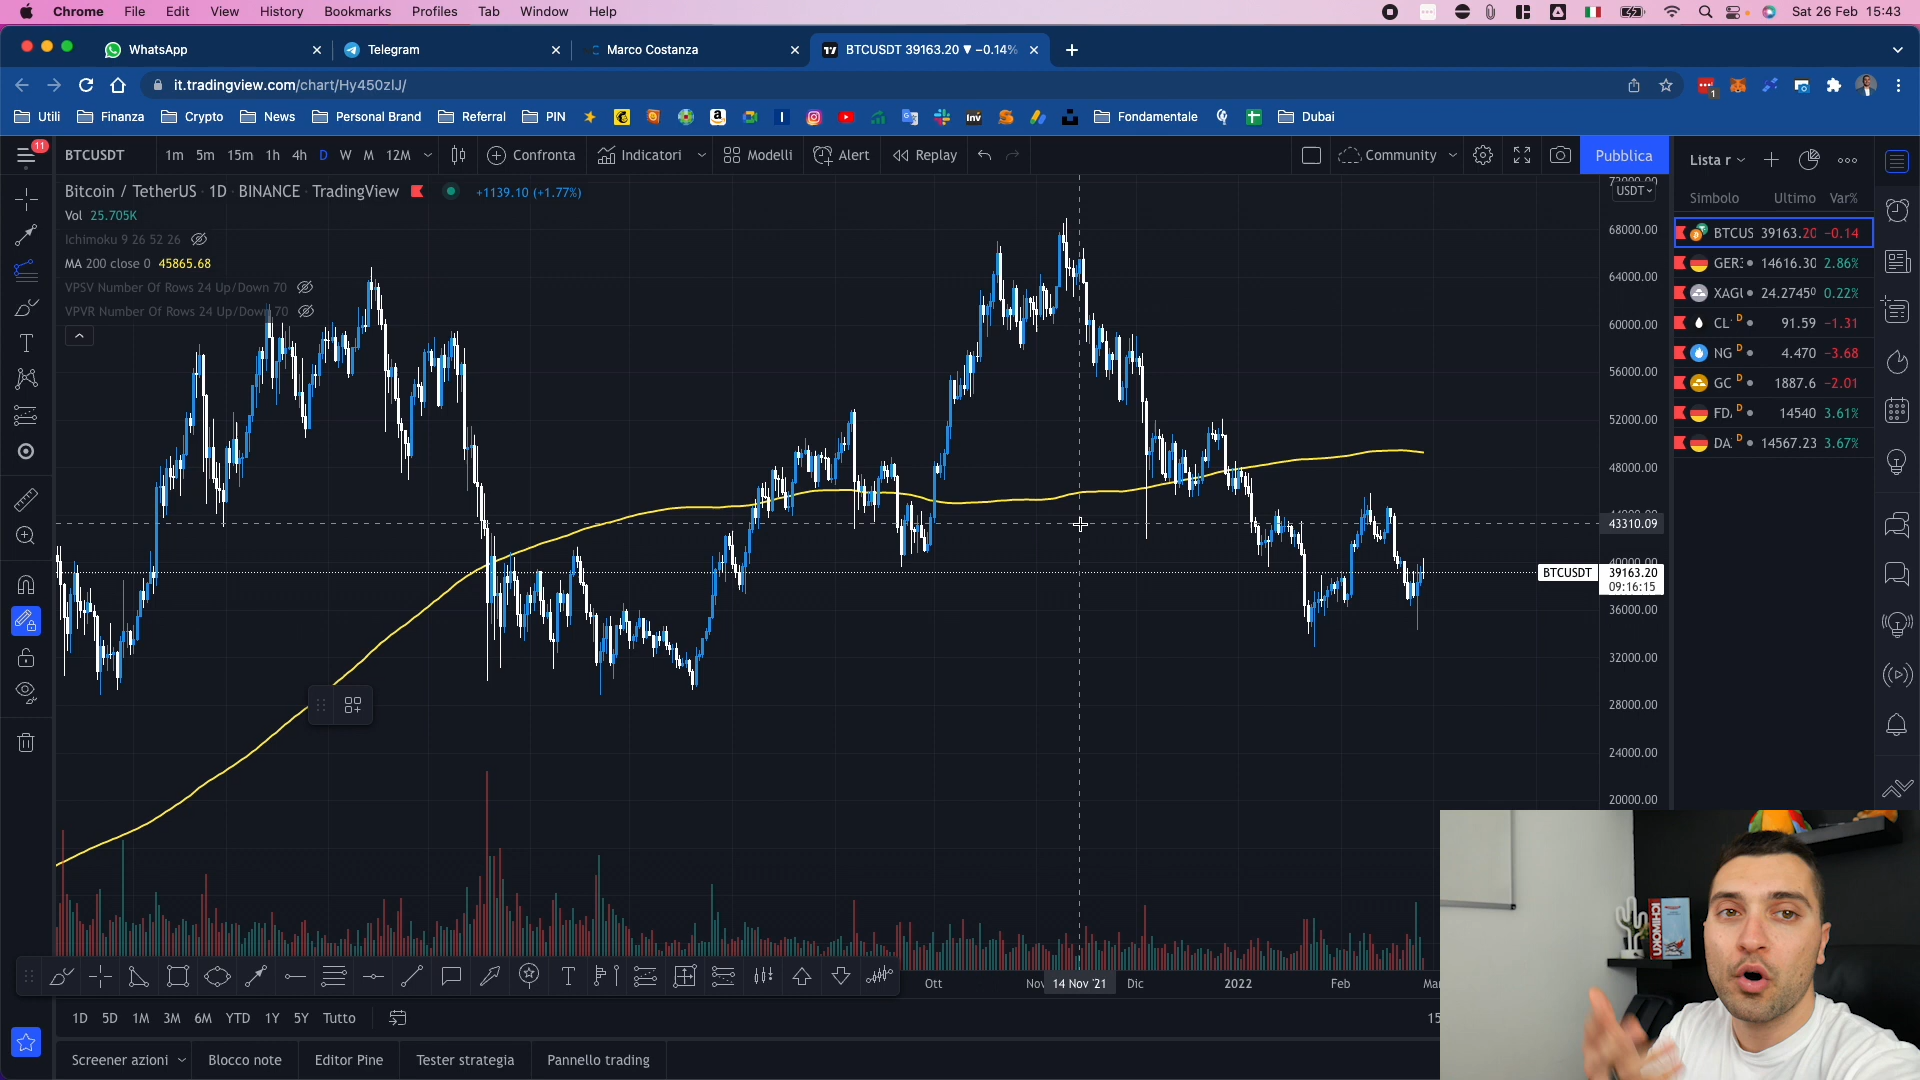 Chrome File Edit View History Bookmarks Profiles Tab Window Help Sat 26 Feb 15:43
WhatsApp Telegram Marco Costanza BTCUSDT 39163.20 ▼ −0.14%
it.tradingview.com/chart/Hy450zlJ/
1
Utili Finanza Crypto News Personal Brand Referral PIN Inv Fondamentale Dubai
11
BTCUSDT 1m 5m 15m 1h 4h D W M 12M Confronta Indicatori Modelli Alert Replay Community Pubblica
Lista r
Bitcoin / TetherUS · 1D · BINANCE · TradingView +1139.10 (+1.77%)
Vol 25.705K
Ichimoku 9 26 52 26
MA 200 close 0 45865.68
VPSV Number Of Rows 24 Up/Down 70
VPVR Number Of Rows 24 Up/Down 70
USDT
68000.00
64000.00
60000.00
56000.00
52000.00
48000.00
43310.09
BTCUSDT 39163.20
09:16:15
36000.00
32000.00
28000.00
24000.00
20000.00
Simbolo Ultimo Var%
BTCUS 39163.20 −0.14
14616.30 2.86%
24.2745⁰ 0.22%
CL D 91.59 −1.31
NG D 4.470 −3.68
GC D 1887.6 −2.01
D 14540 3.61%
DA: D 14567.23 3.67%
Ott Nov 14 Nov '21 Dic 2022 Feb
1D 5D 1M 3M 6M YTD 1Y 5Y Tutto
15
Screener azioni Blocco note Editor Pine Tester strategia Pannello trading
ICHIMOKU